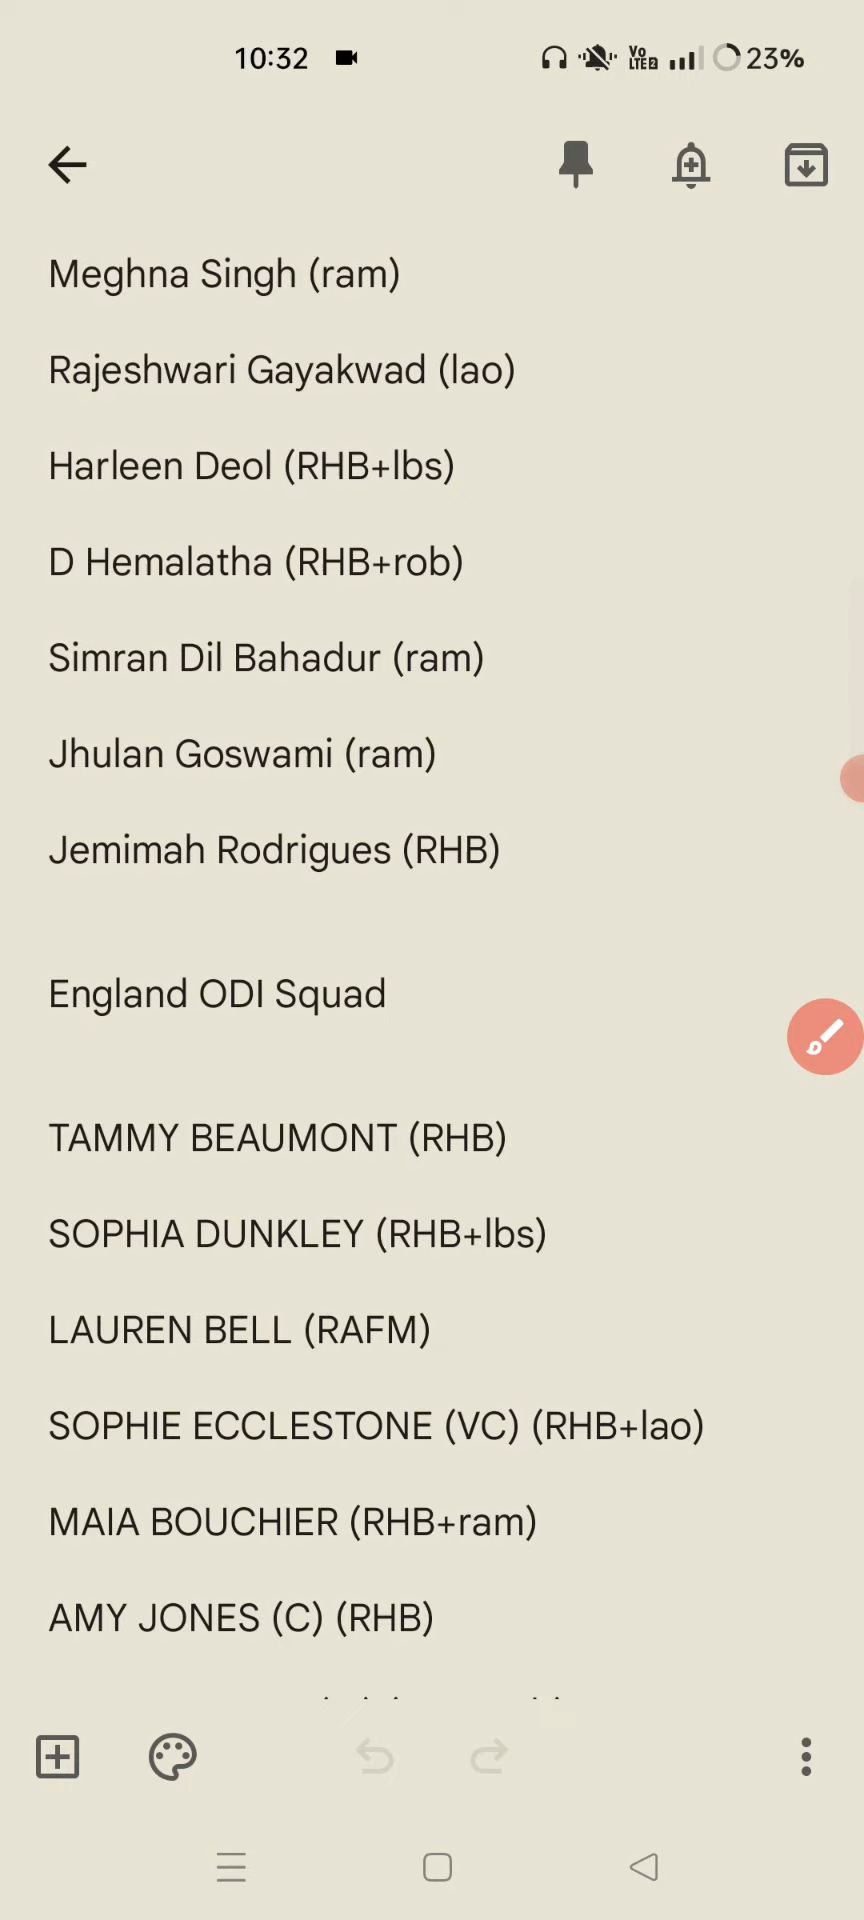 10:32 Vo LTE2 23%
Meghna Singh (ram)
Rajeshwari Gayakwad (lao)
Harleen Deol (RHB+lbs)
D Hemalatha (RHB+rob)
Simran Dil Bahadur (ram)
Jhulan Goswami (ram)
Jemimah Rodrigues (RHB)
England ODI Squad
TAMMY BEAUMONT (RHB)
SOPHIA DUNKLEY (RHB+lbs)
LAUREN BELL (RAFM)
SOPHIE ECCLESTONE (VC) (RHB+lao)
MAIA BOUCHIER (RHB+ram)
AMY JONES (C) (RHB)